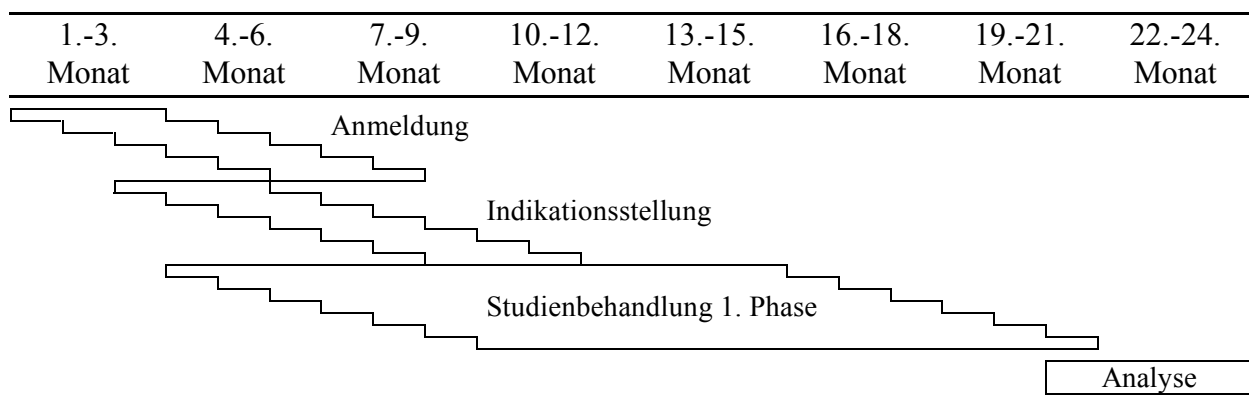 1.-3. 4.-6. 7.-9. 10.-12. 13.-15. 16.-18. 19.-21. 22.-24.
Monat Monat Monat Monat Monat Monat Monat Monat
Anmeldung
Indikationsstellung
Studienbehandlung 1. Phase
Analyse